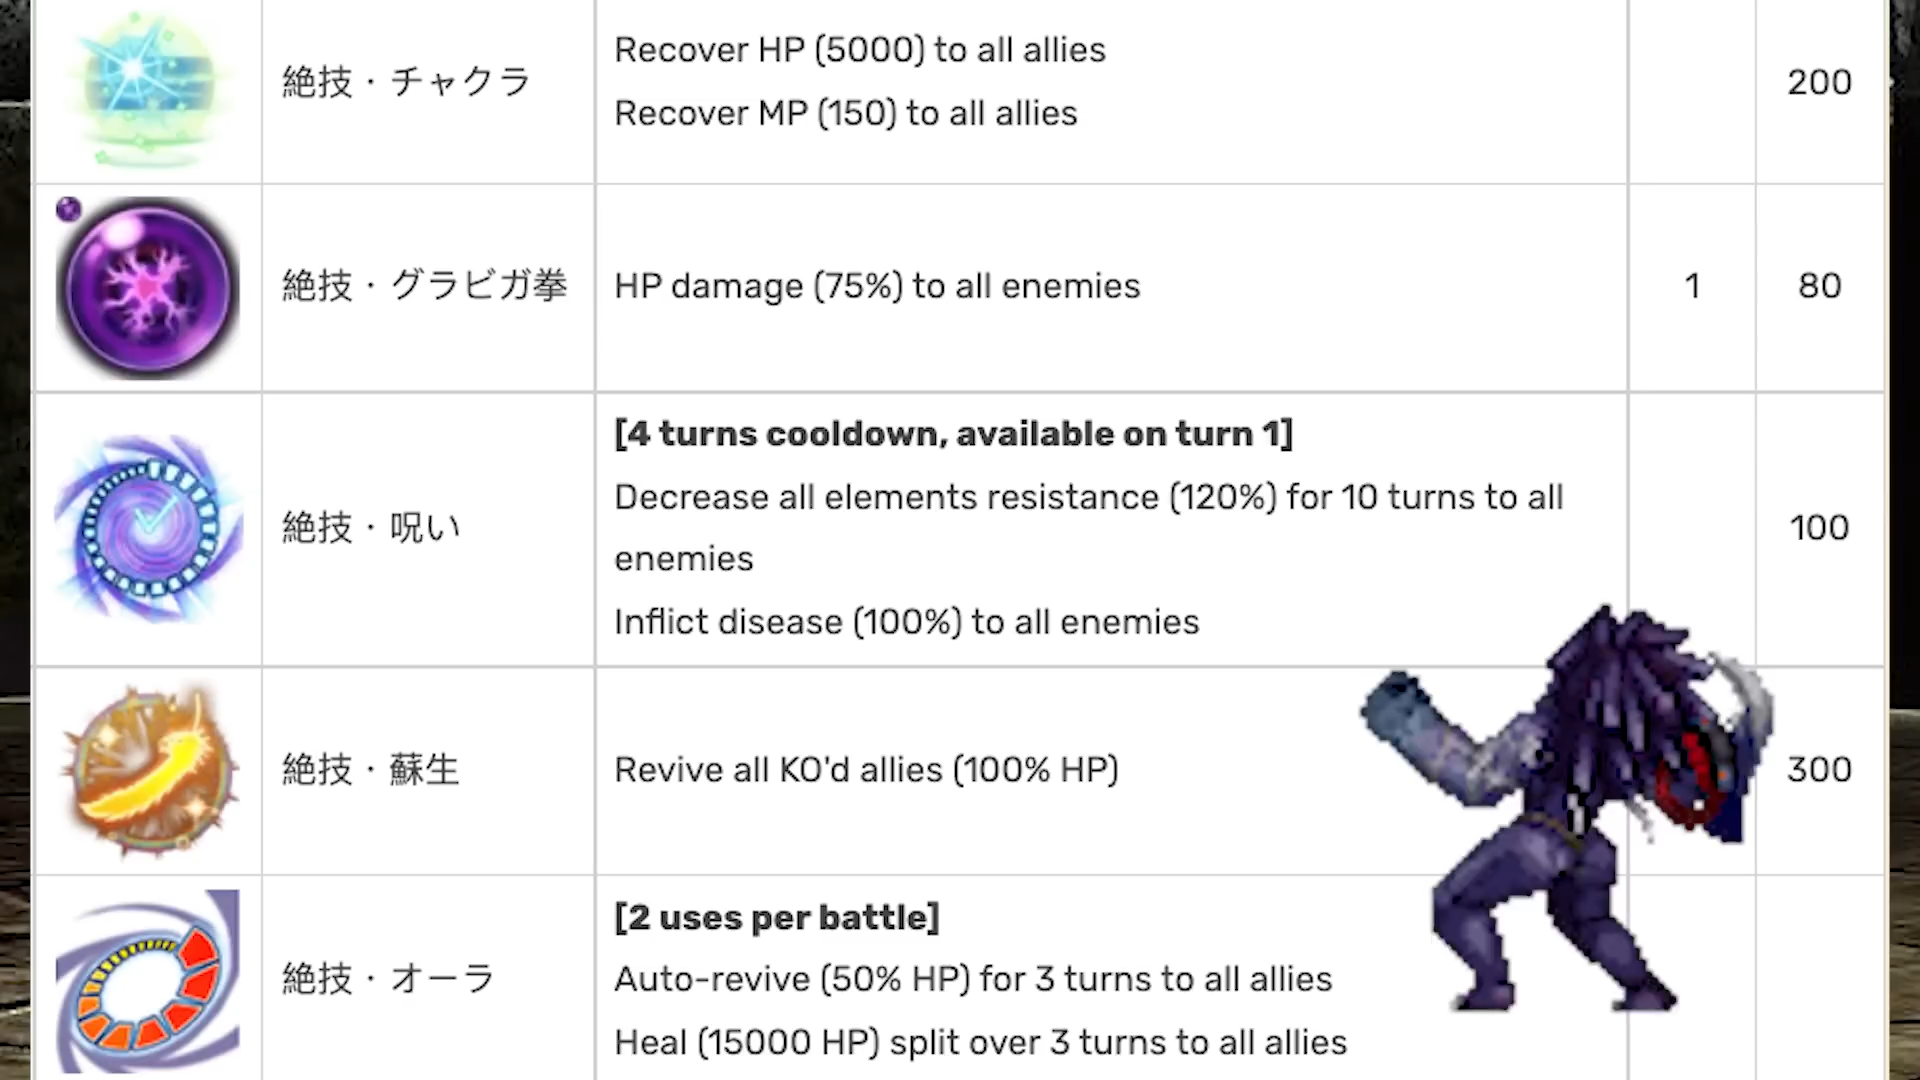 絶技・チャクラ
Recover HP (5000) to all allies
Recover MP (150) to all allies
200
絶技・グラビガ拳
HP damage (75%) to all enemies
1
80
絶技・呪い
[4 turns cooldown, available on turn 1]
Decrease all elements resistance (120%) for 10 turns to all
enemies
Inflict disease (100%) to all enemies
100
絶技・蘇生
Revive all KO'd allies (100% HP)
300
絶技・オーラ
[2 uses per battle]
Auto-revive (50% HP) for 3 turns to all allies
Heal (15000 HP) split over 3 turns to all allies